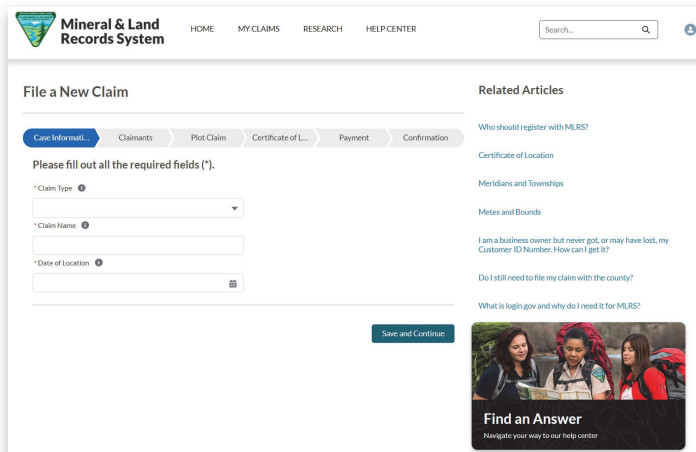 Mineral & Land
Records System
HOME
MY CLAIMS
RESEARCH
HELP CENTER
Search...
File a New Claim
Case Informati...
Claimants
Plot Claim
Certificate of L...
Payment
Confirmation
Please fill out all the required fields (*).
* Claim Type
* Claim Name
* Date of Location
Save and Continue
Related Articles
Who should register with MLRS?
Certificate of Location
Meridians and Townships
Metes and Bounds
I am a business owner but never got, or may have lost, my
Customer ID Number. How can I get it?
Do I still need to file my claim with the county?
What is login.gov and why do I need it for MLRS?
Find an Answer
Navigate your way to our help center